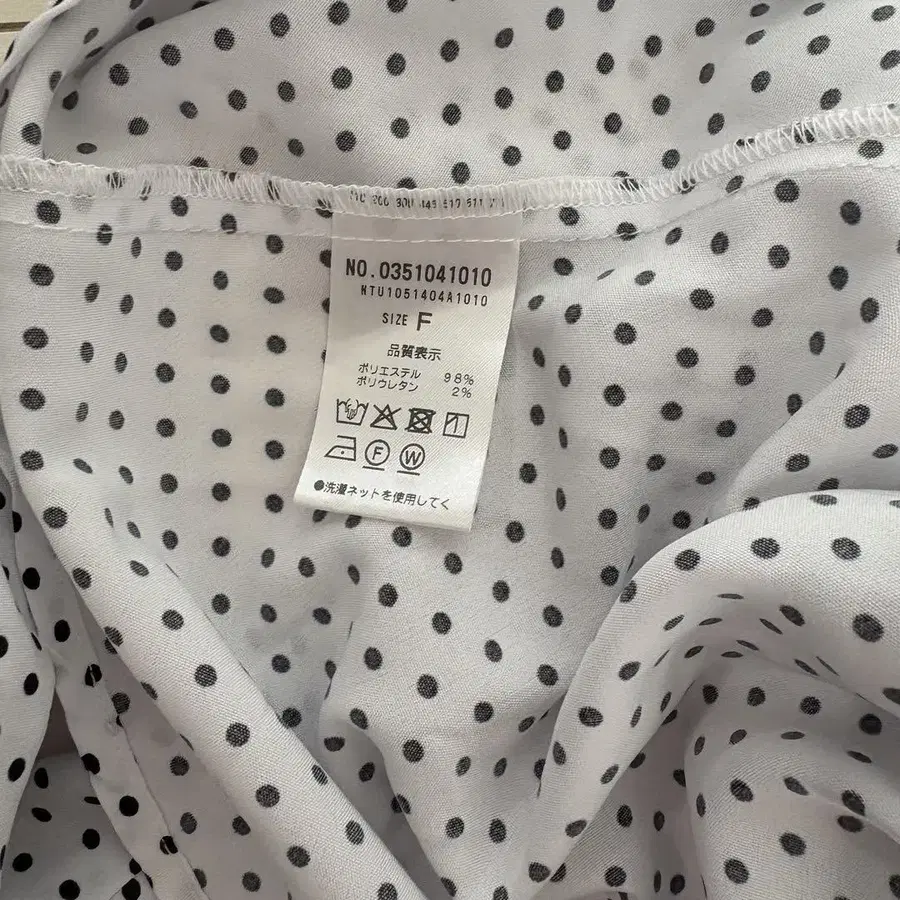 NO.0351041010
NTU1051404A1010
SIZE F
品質表示
ポリエステル 98%
ポリウレタン 2%
F W
●洗濯ネットを使用してく